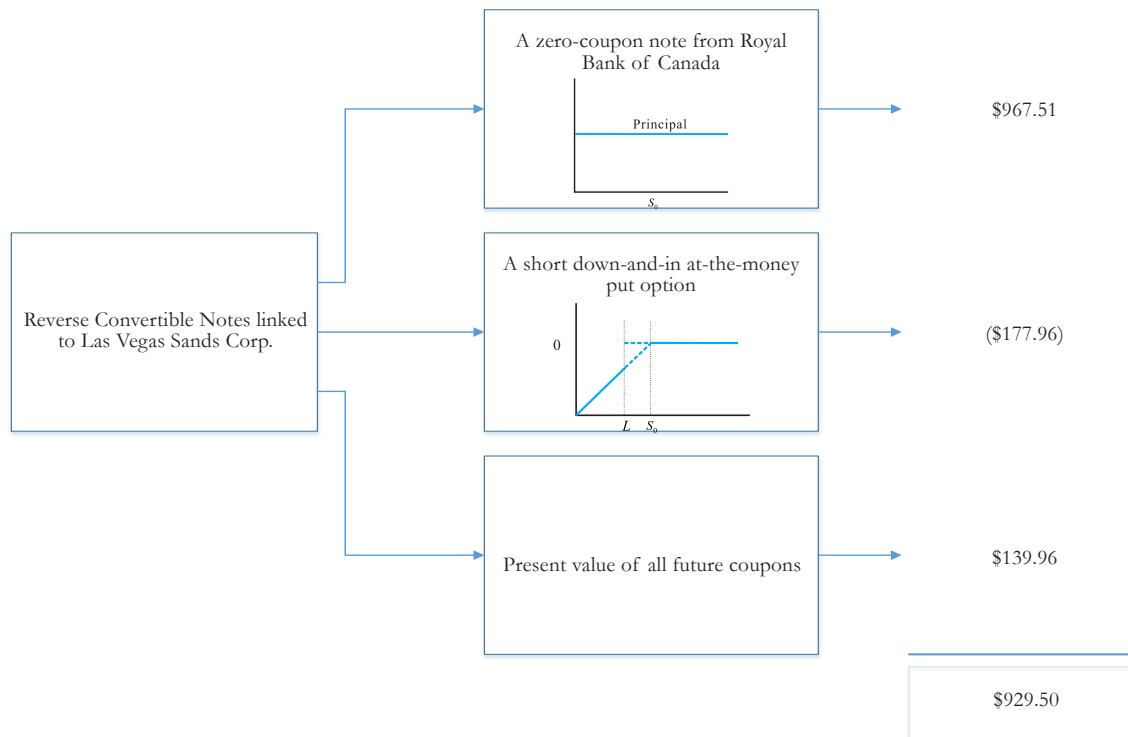 A zero-coupon note from Royal
Bank of Canada
Principal
S₀
$967.51
Reverse Convertible Notes linked
to Las Vegas Sands Corp.
A short down-and-in at-the-money
put option
0
L S₀
($177.96)
Present value of all future coupons
$139.96
$929.50